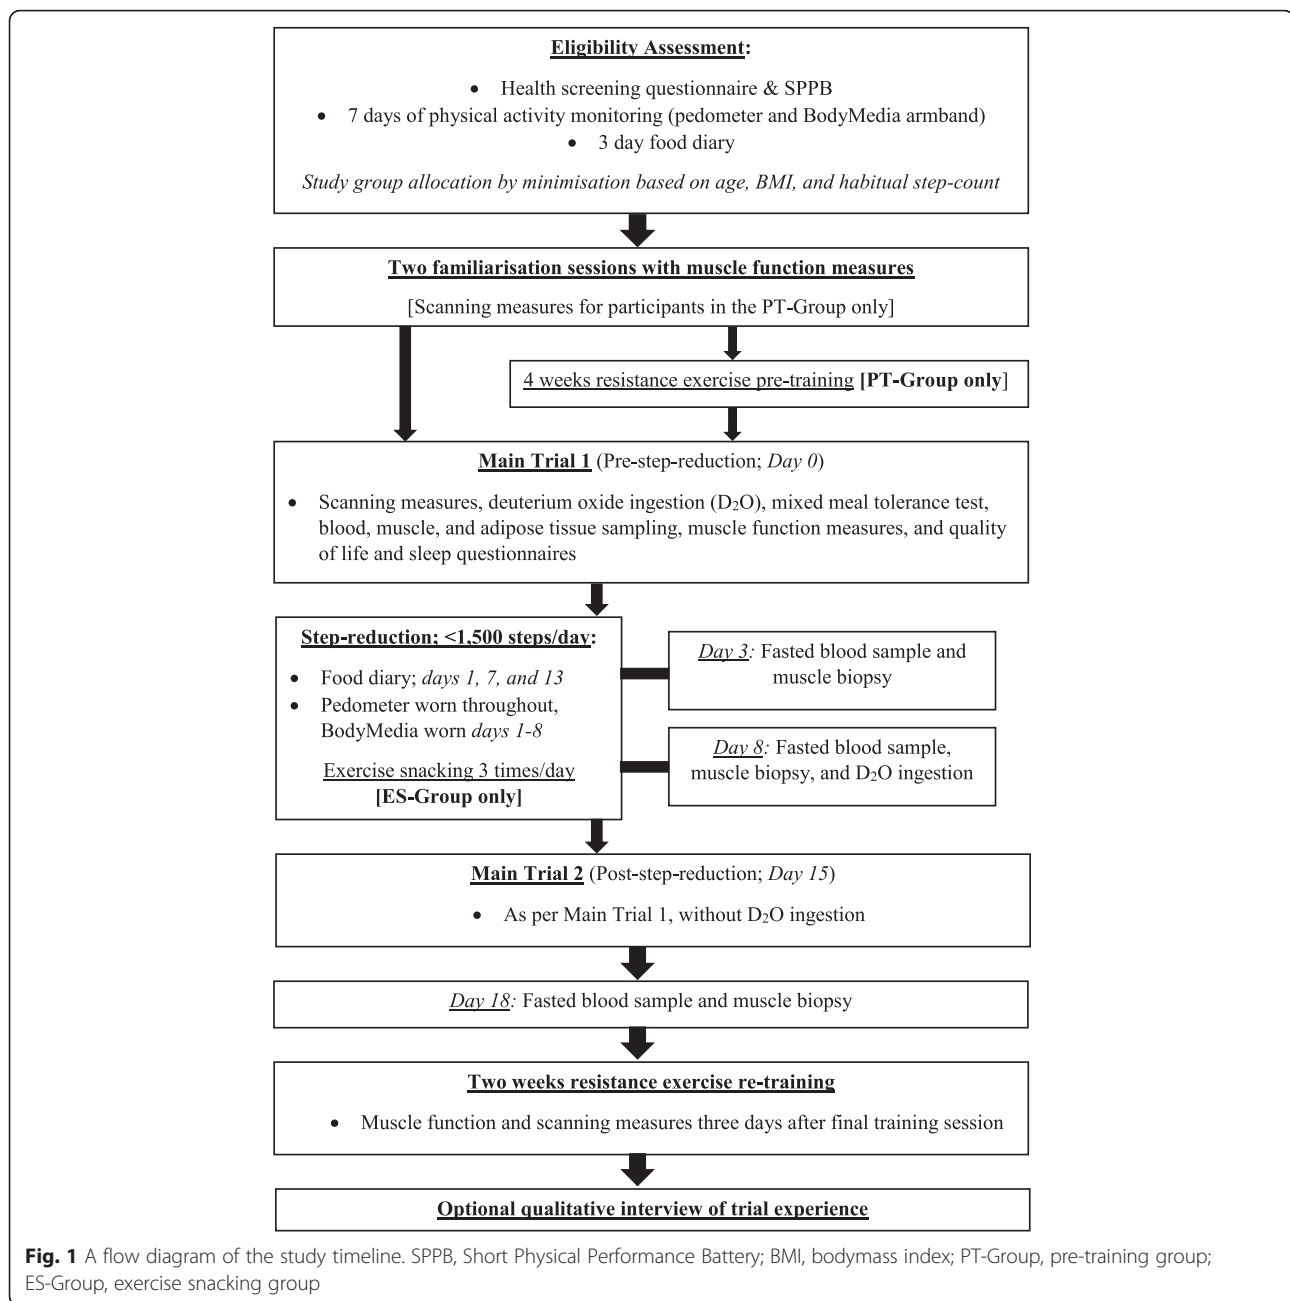 Eligibility Assessment:
• Health screening questionnaire & SPPB
• 7 days of physical activity monitoring (pedometer and BodyMedia armband)
• 3 day food diary
Study group allocation by minimisation based on age, BMI, and habitual step-count
Two familiarisation sessions with muscle function measures
[Scanning measures for participants in the PT-Group only]
4 weeks resistance exercise pre-training [PT-Group only]
Main Trial 1 (Pre-step-reduction; Day 0)
• Scanning measures, deuterium oxide ingestion (D₂O), mixed meal tolerance test,
blood, muscle, and adipose tissue sampling, muscle function measures, and quality
of life and sleep questionnaires
Step-reduction; <1,500 steps/day:
• Food diary; days 1, 7, and 13
• Pedometer worn throughout,
BodyMedia worn days 1-8
Exercise snacking 3 times/day
[ES-Group only]
Day 3: Fasted blood sample and
muscle biopsy
Day 8: Fasted blood sample,
muscle biopsy, and D₂O ingestion
Main Trial 2 (Post-step-reduction; Day 15)
• As per Main Trial 1, without D₂O ingestion
Day 18: Fasted blood sample and muscle biopsy
Two weeks resistance exercise re-training
• Muscle function and scanning measures three days after final training session
Optional qualitative interview of trial experience
Fig. 1 A flow diagram of the study timeline. SPPB, Short Physical Performance Battery; BMI, bodymass index; PT-Group, pre-training group;
ES-Group, exercise snacking group